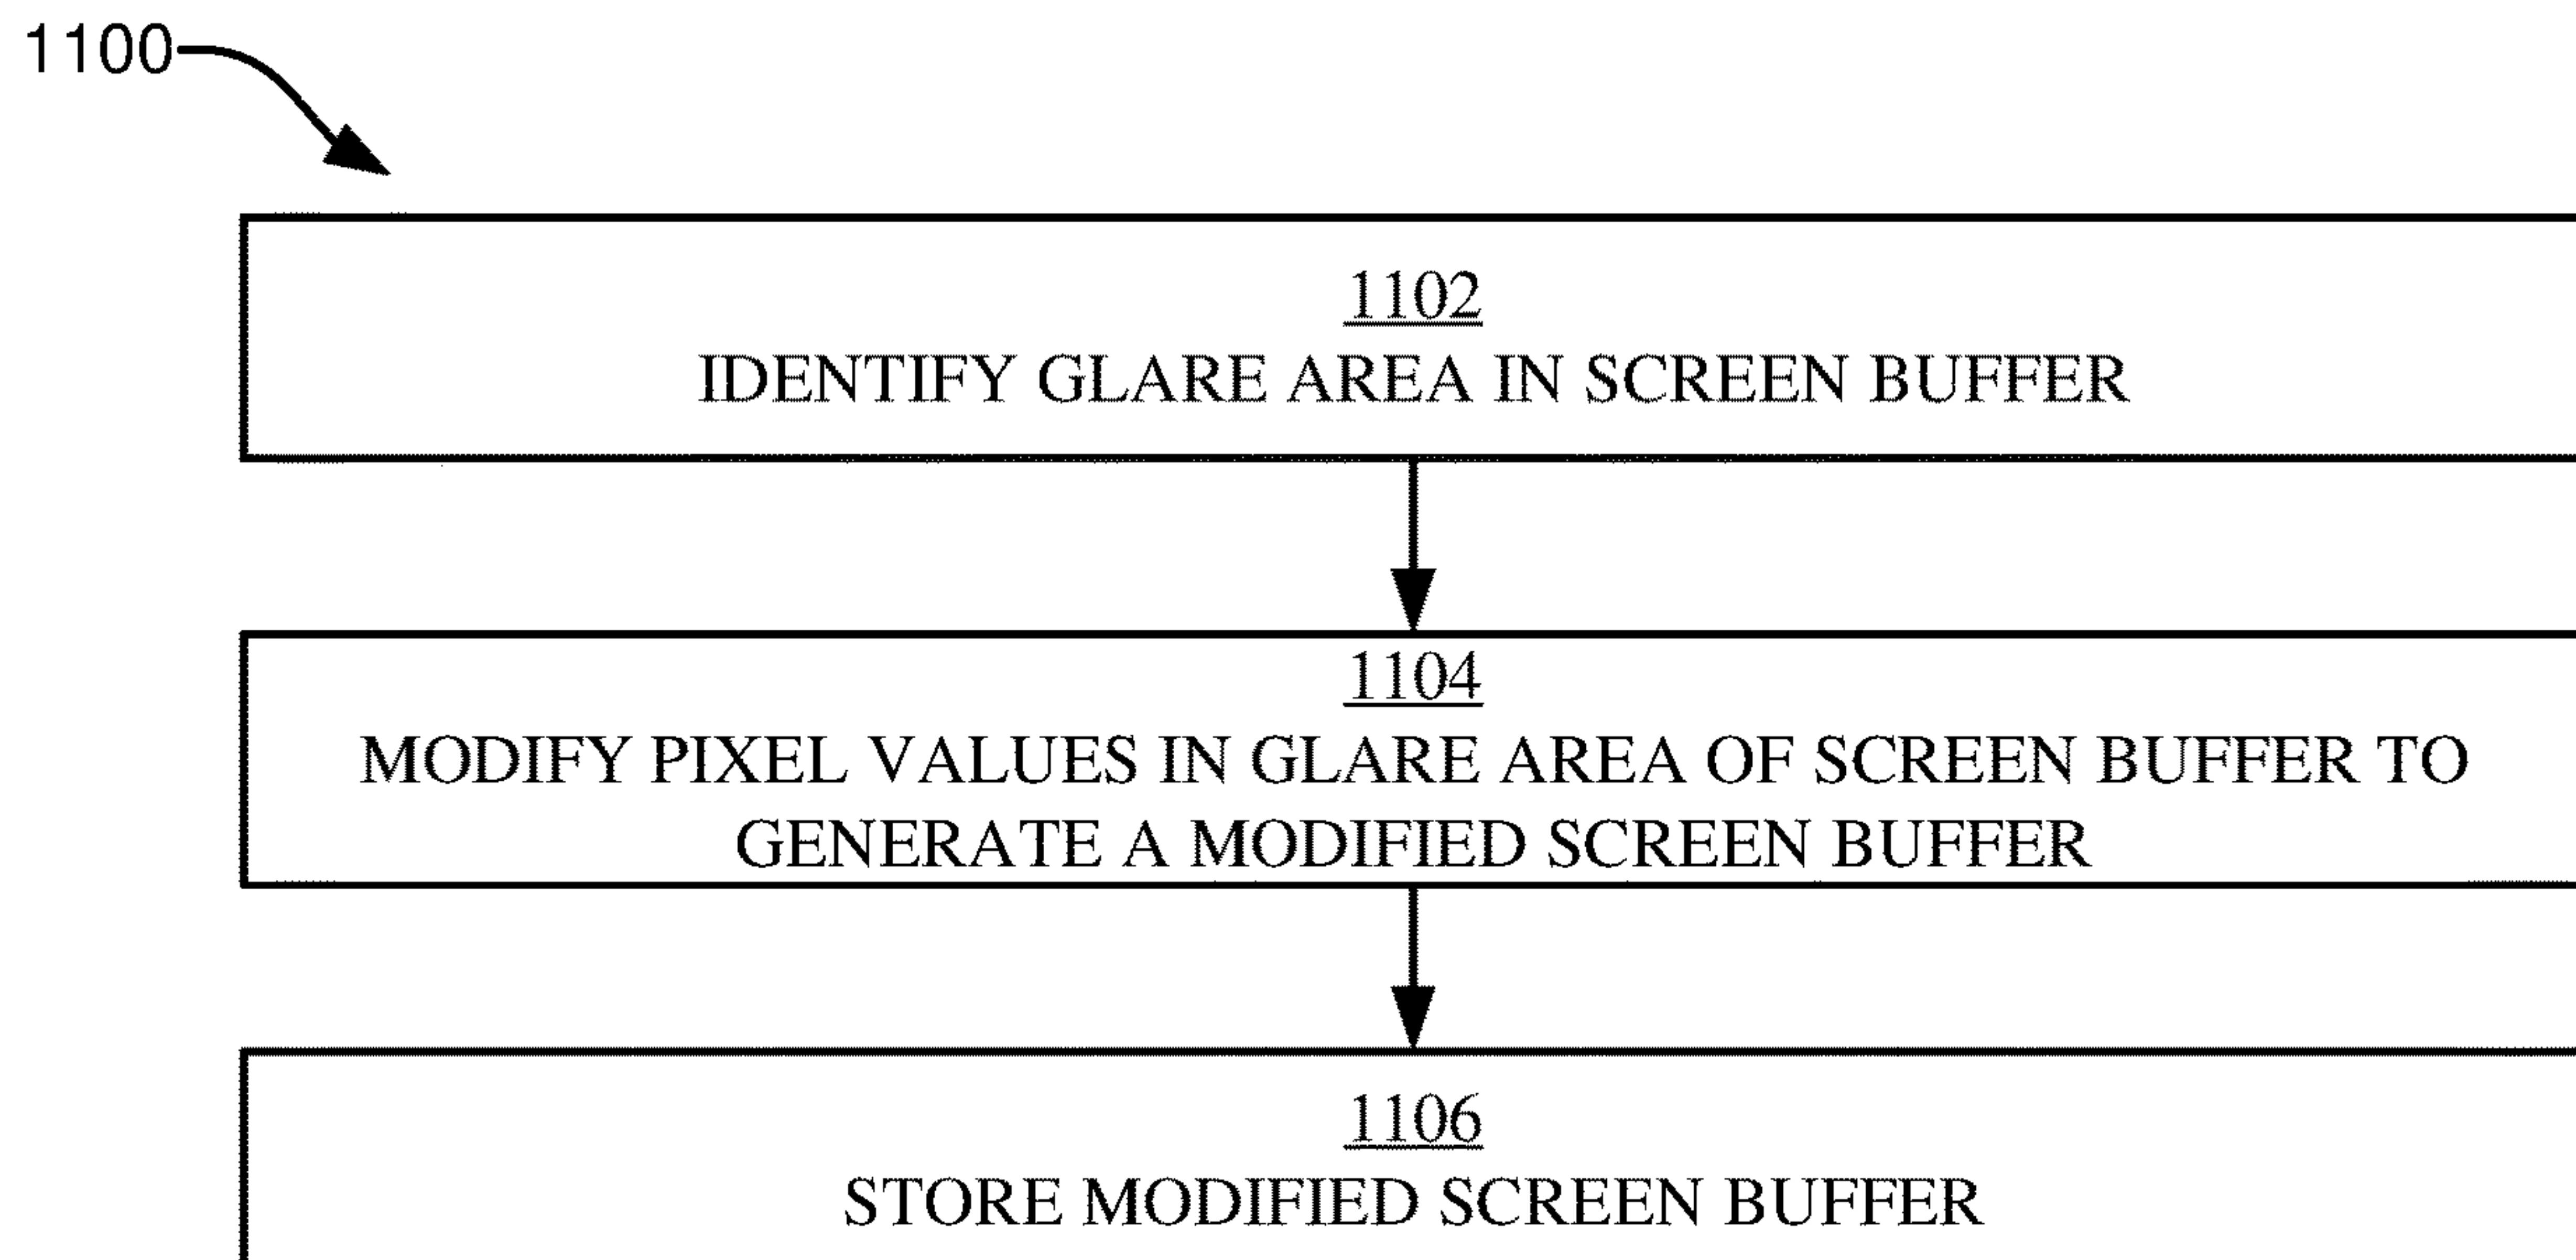 1100
1102
IDENTIFY GLARE AREA IN SCREEN BUFFER
1104
MODIFY PIXEL VALUES IN GLARE AREA OF SCREEN BUFFER TO
GENERATE A MODIFIED SCREEN BUFFER
1106
STORE MODIFIED SCREEN BUFFER